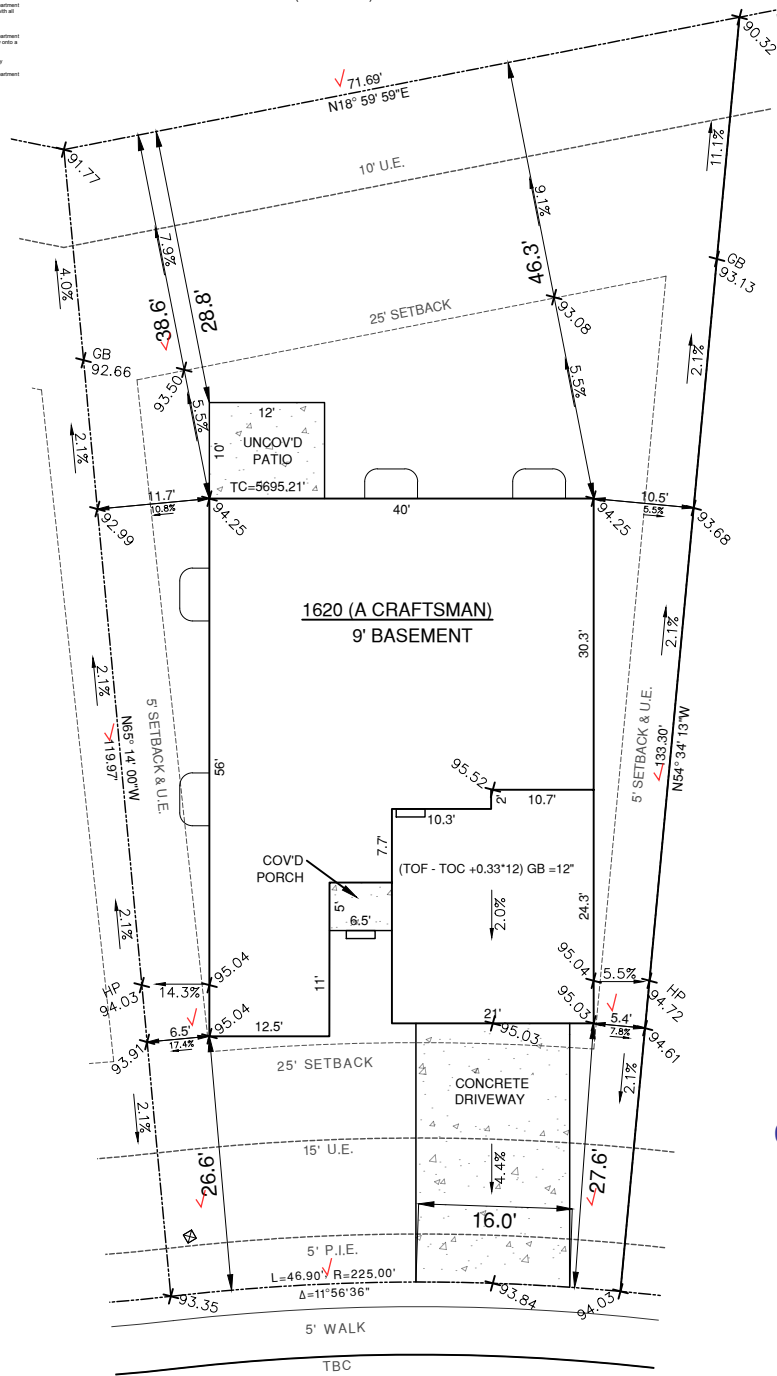 partment
with all
partment
y onto a
partment
90.32
71.69'
N18° 59' 59"E
91.77
10' U.E.
11.1%
9.1%
7.9%
46.3'
38.6'
28.8'
4.0%
GB
93.13
25' SETBACK
93.08
GB
92.66
93.50
5.5%
5.5%
2.1%
12'
10'
UNCOV'D
PATIO
TC=5695.21'
2.1%
11.7'
10.8%
92.99
94.25
40'
94.25
10.5'
5.5%
93.68
1620 (A CRAFTSMAN)
9' BASEMENT
30.3'
2.1%
2.1%
5' SETBACK & U.E.
N65° 14' 00"W
119.97'
56'
5' SETBACK & U.E.
133.30'
N54° 34' 13"W
95.52
2'
10.7'
10.3'
7.7'
COV'D
PORCH
(TOF - TOC +0.33*12) GB =12"
5'
6.5'
2.0%
24.3'
2.1%
HP
94.03
14.3%
95.04
11'
95.04
5.5%
HP
94.72
95.04
12.5'
6.5'
17.4%
93.91
95.03
21'
95.03
5.4'
7.8%
94.61
25' SETBACK
CONCRETE
DRIVEWAY
2.1%
2.1%
15' U.E.
26.6'
4.4%
27.6'
16.0'
5' P.I.E.
L=46.90' R=225.00'
Δ=11°56'36"
93.35
93.84
94.03
5' WALK
TBC